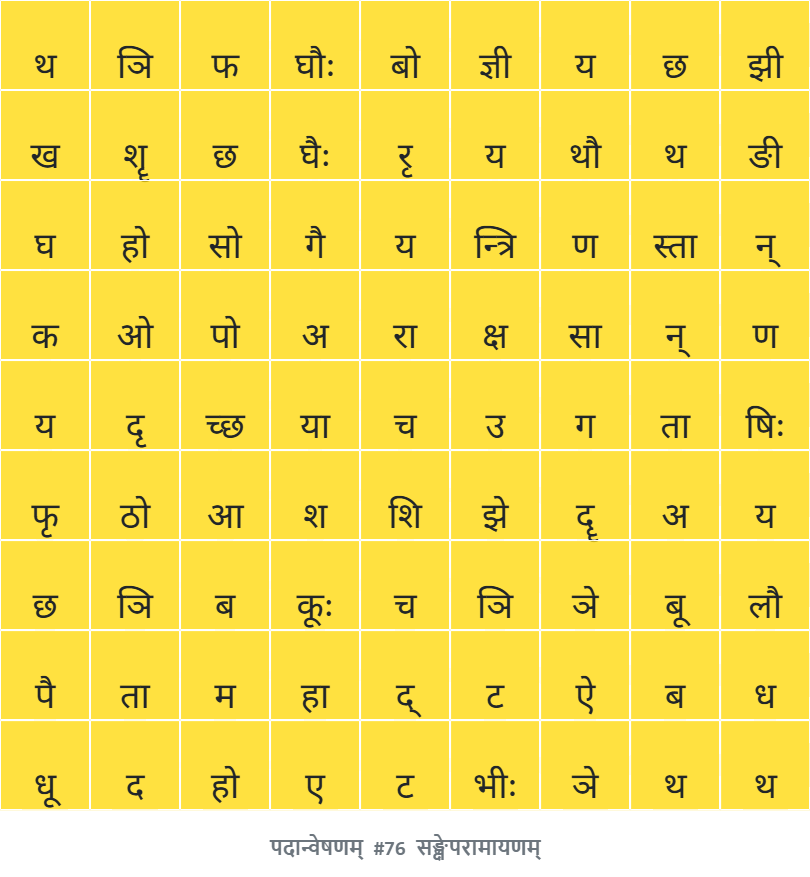 थ ञि फ घौः बो ज्ञी य छ झी
ख शॄ छ घैः रृ य थौ थ ङी
घ हो सो गै य न्त्रि ण स्ता न्
क ओ पो अ रा क्ष सा न् ण
य दृ च्छ या च उ ग ता षिः
फृ ठो आ श शि झे दॄ अ य
छ ञि ब कूः च ञि ञे बू लौ
पै ता म हा द् ट ऐ ब ध
धू द हो ए ट भीः ञे थ थ
पदान्वेषणम् #76 सङ्क्षेपरामायणम्